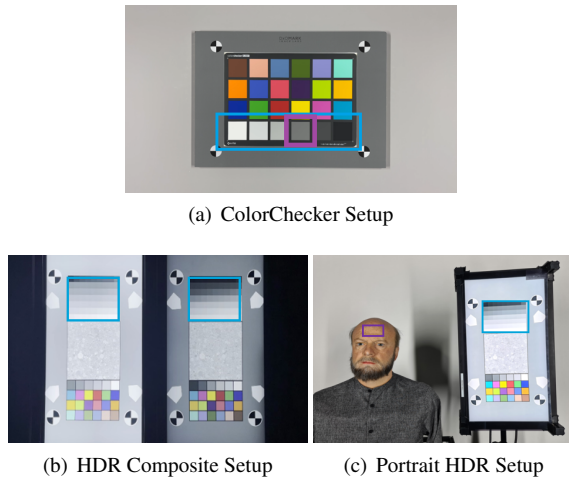 (a) ColorChecker Setup
(b) HDR Composite Setup
(c) Portrait HDR Setup